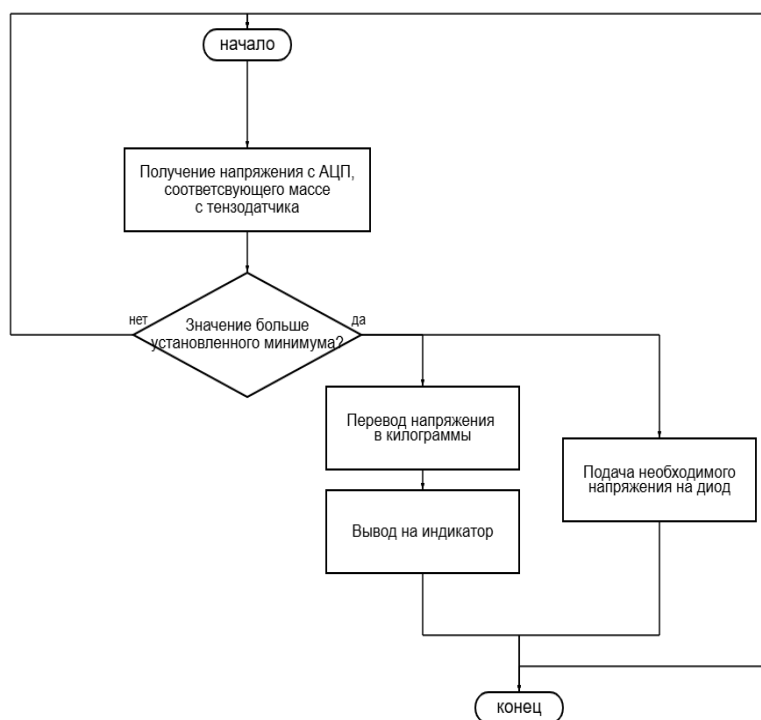 начало
Получение напряжения с АЦП,
соответсвующего массе
с тензодатчика
нет
да
Значение больше
установленного минимума?
Перевод напряжения
в килограммы
Подача необходимого
напряжения на диод
Вывод на индикатор
конец